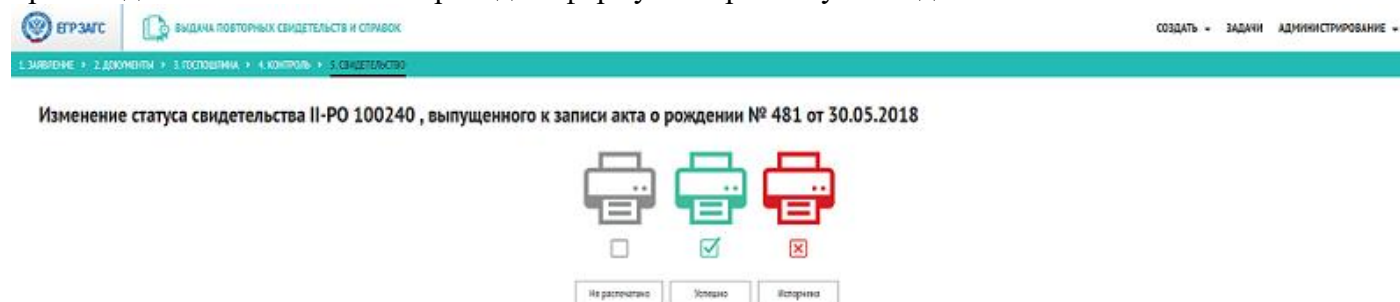 ЕГР ЗАГС
ВЫДАЧА ПОВТОРНЫХ СВИДЕТЕЛЬСТВ И СПРАВОК
СОЗДАТЬ ЗАДАЧИ АДМИНИСТРИРОВАНИЕ
1. ЗАЯВЛЕНИЕ 2. ДОКУМЕНТЫ 3. ГОСПОШЛИНА 4. КОНТРОЛЬ 5. СВИДЕТЕЛЬСТВО
Изменение статуса свидетельства II-РО 100240 , выпущенного к записи акта о рождении № 481 от 30.05.2018
Не распечатано Успешно Испорчено